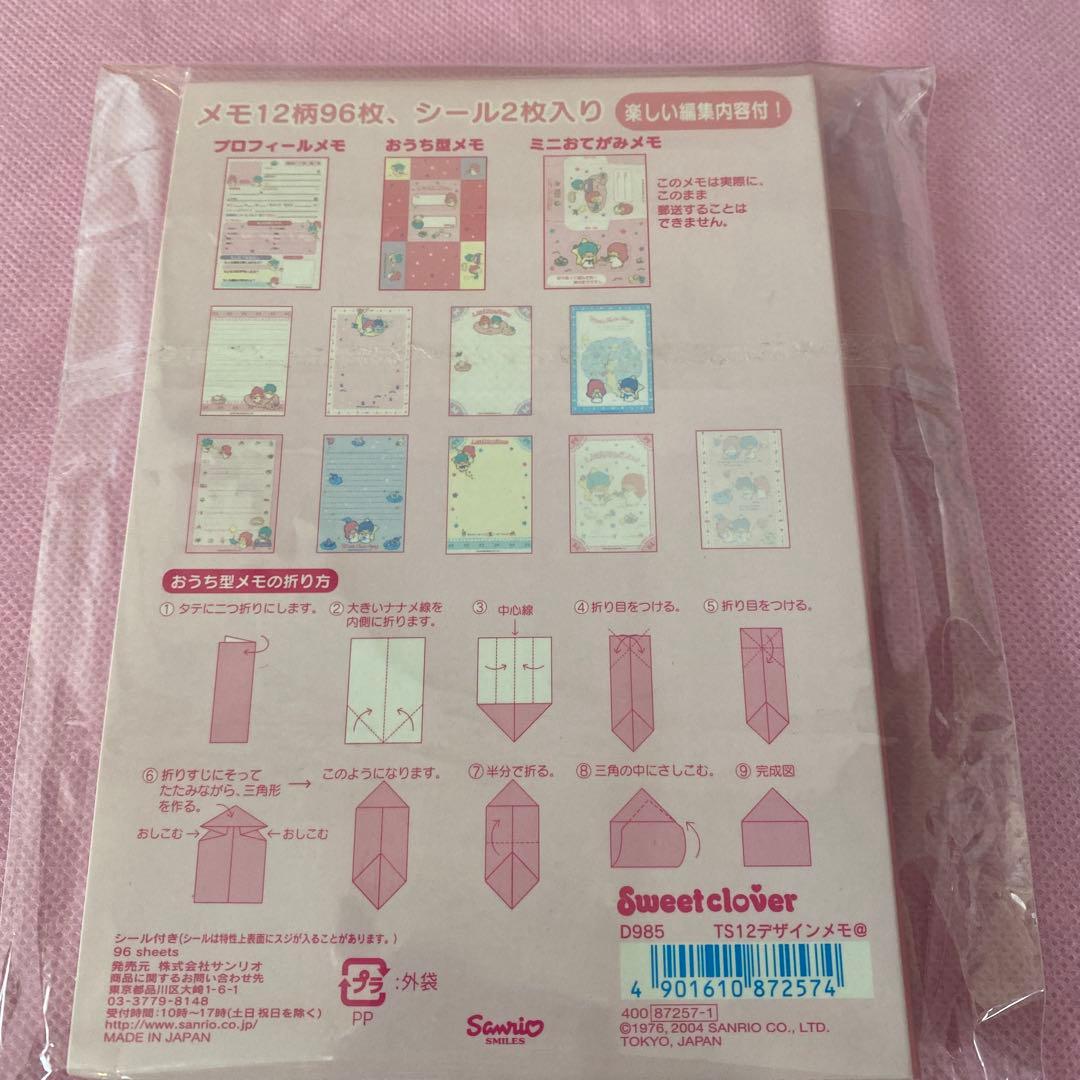 メモ12柄96枚、シール2枚入り 楽しい編集内容付！
プロフィールメモ おうち型メモ ミニおてがみメモ
このメモは実際に、
このまま
郵送することは
できません。
おうち型メモの折り方
① タテに二つ折りにします。
② 大きいナナメ線を
内側に折ります。
③ 中心線
④ 折り目をつける。
⑤ 折り目をつける。
⑥ 折りすじにそって
たたみながら、三角形
を作る。
おしこむ→ ←おしこむ
→ このようになります。
⑦ 半分で折る。
⑧ 三角の中にさしこむ。
⑨ 完成図
Sweet clover
D985 TS12デザインメモ@
4 901610 872574
400 87257-1
©1976, 2004 SANRIO CO., LTD.
TOKYO, JAPAN
シール付き(シールは特性上表面にスジが入ることがあります。)
96 sheets
発売元 株式会社サンリオ
商品に関するお問い合わせ先
東京都品川区大崎1-6-1
03-3779-8148
受付時間:10時〜17時(土日祝日を除く)
http://www.sanrio.co.jp/
MADE IN JAPAN
プラ :外袋
PP
Sanrio
SMILES